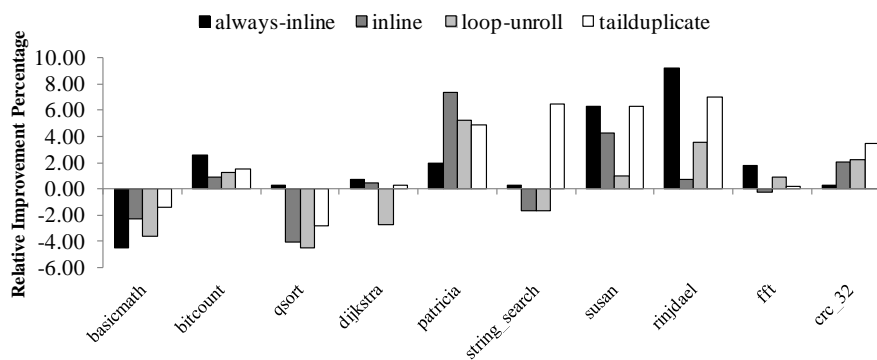 always-inline inline loop-unroll tailduplicate
Relative Improvement Percentage
10.00
8.00
6.00
4.00
2.00
0.00
-2.00
-4.00
-6.00
basicmath
bitcount
qsort
dijkstra
patricia
string_search
susan
rinjdael
fft
crc_32